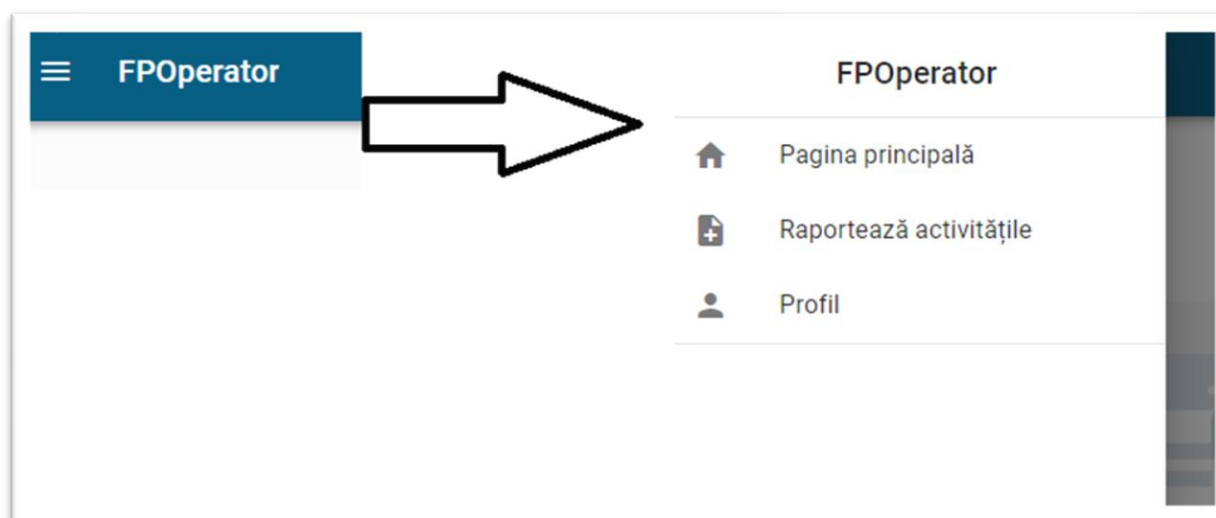 FPOperator
FPOperator
Pagina principală
Raportează activitățile
Profil